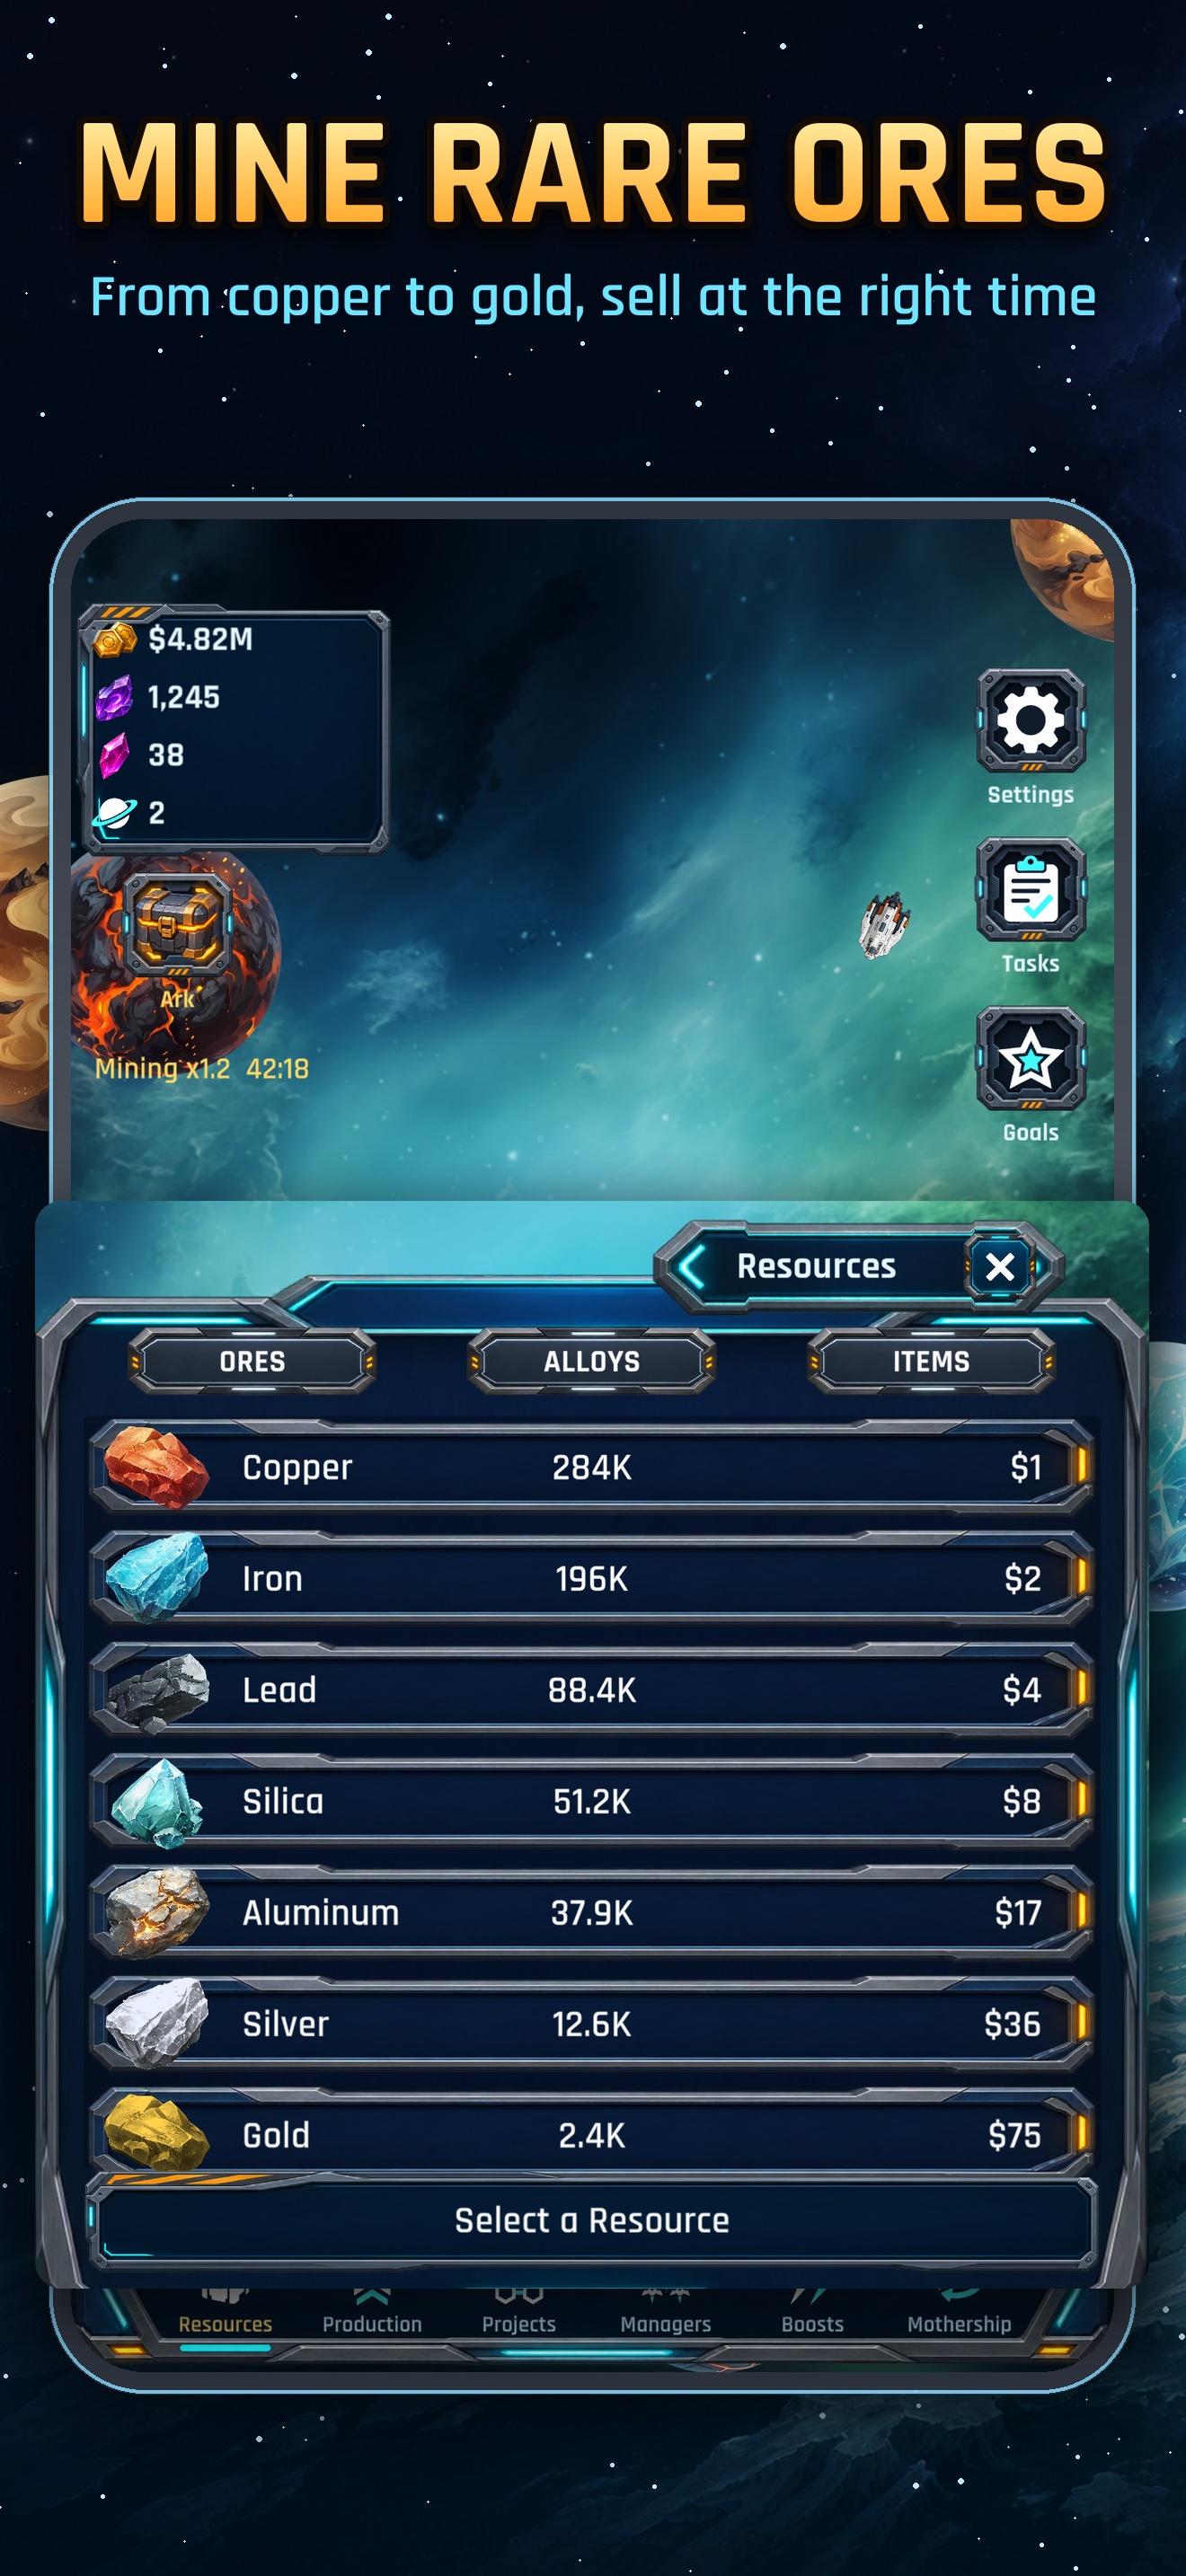 MINE RARE ORES
From copper to gold, sell at the right time
$4.82M
1,245
38
2
Settings
Tasks
Ark
Mining x1.2 42:18
Goals
Resources
ORES ALLOYS ITEMS
Copper 284K $1
Iron 196K $2
Lead 88.4K $4
Silica 51.2K $8
Aluminum 37.9K $17
Silver 12.6K $36
Gold 2.4K $75
Select a Resource
Resources Production Projects Managers Boosts Mothership